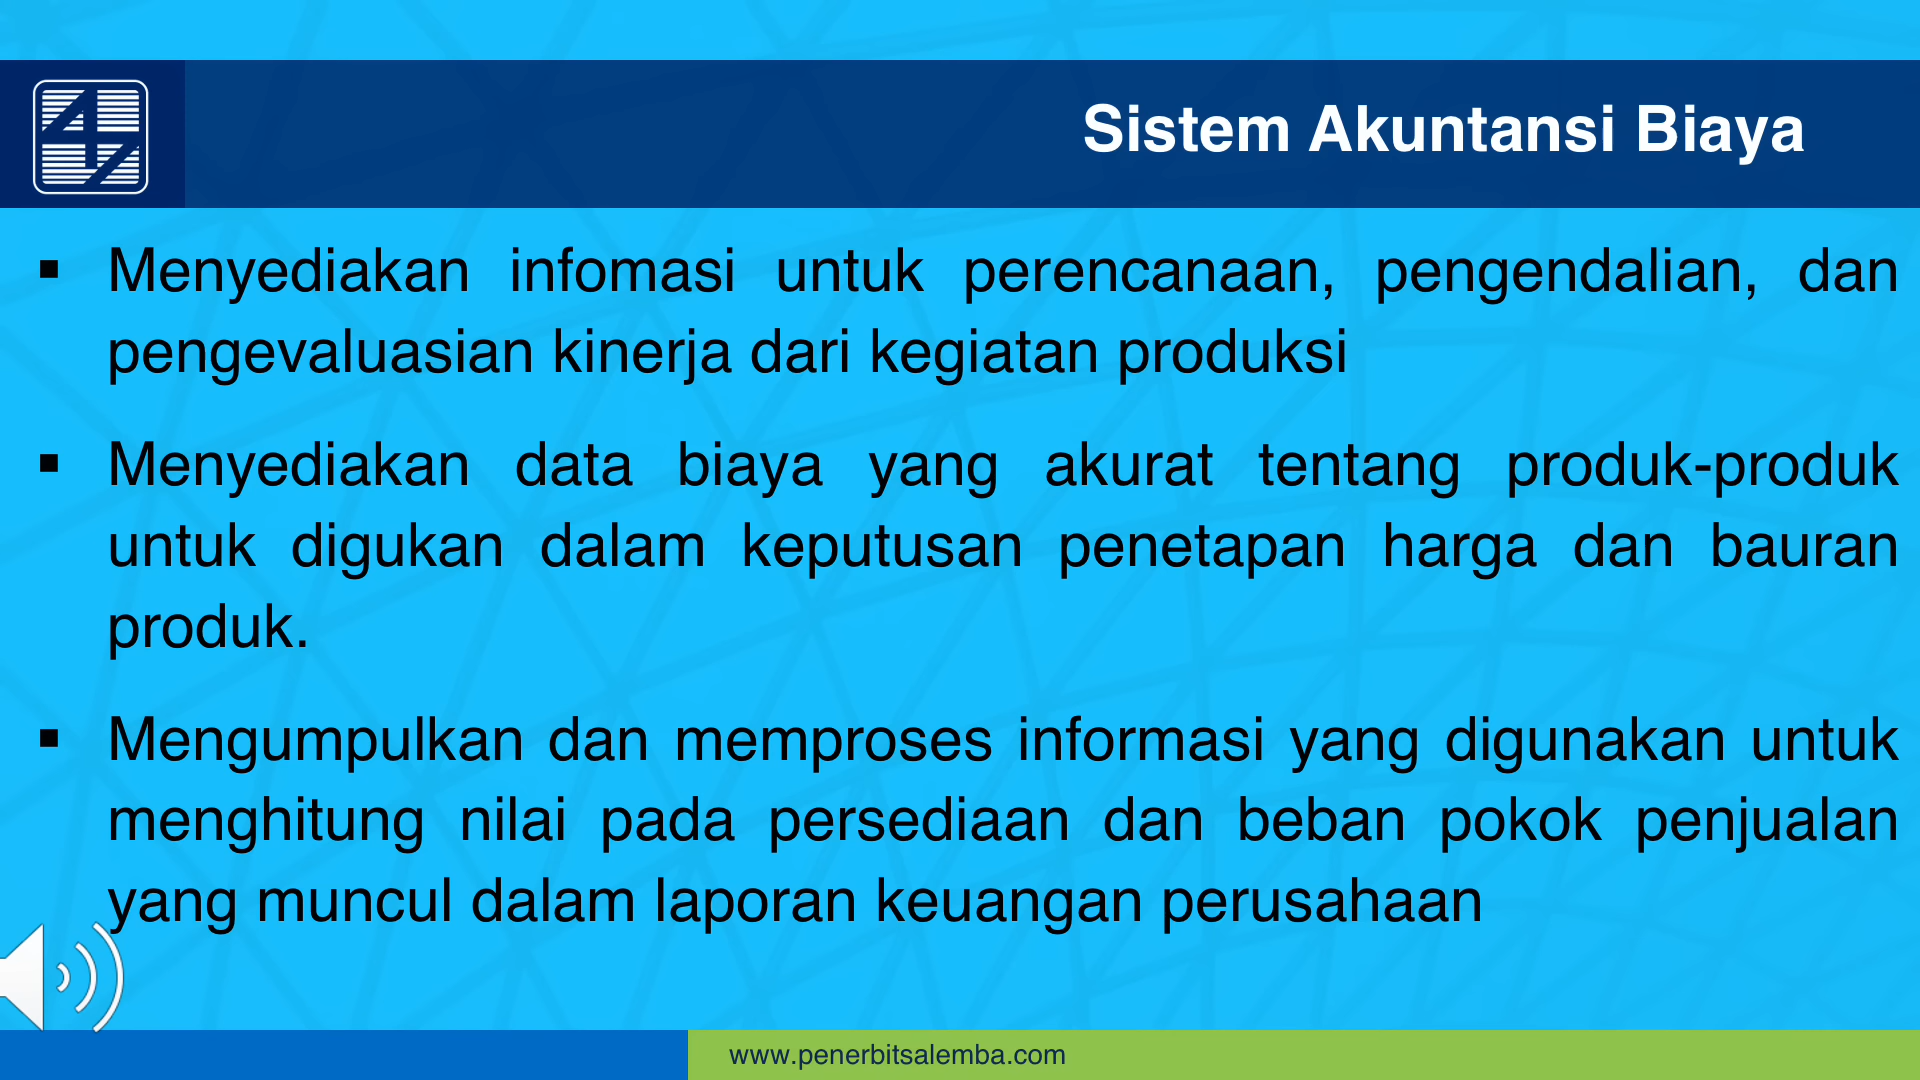 Sistem Akuntansi Biaya
▪ Menyediakan infomasi untuk perencanaan, pengendalian, dan
pengevaluasian kinerja dari kegiatan produksi
▪ Menyediakan data biaya yang akurat tentang produk-produk
untuk digukan dalam keputusan penetapan harga dan bauran
produk.
▪ Mengumpulkan dan memproses informasi yang digunakan untuk
menghitung nilai pada persediaan dan beban pokok penjualan
yang muncul dalam laporan keuangan perusahaan
www.penerbitsalemba.com